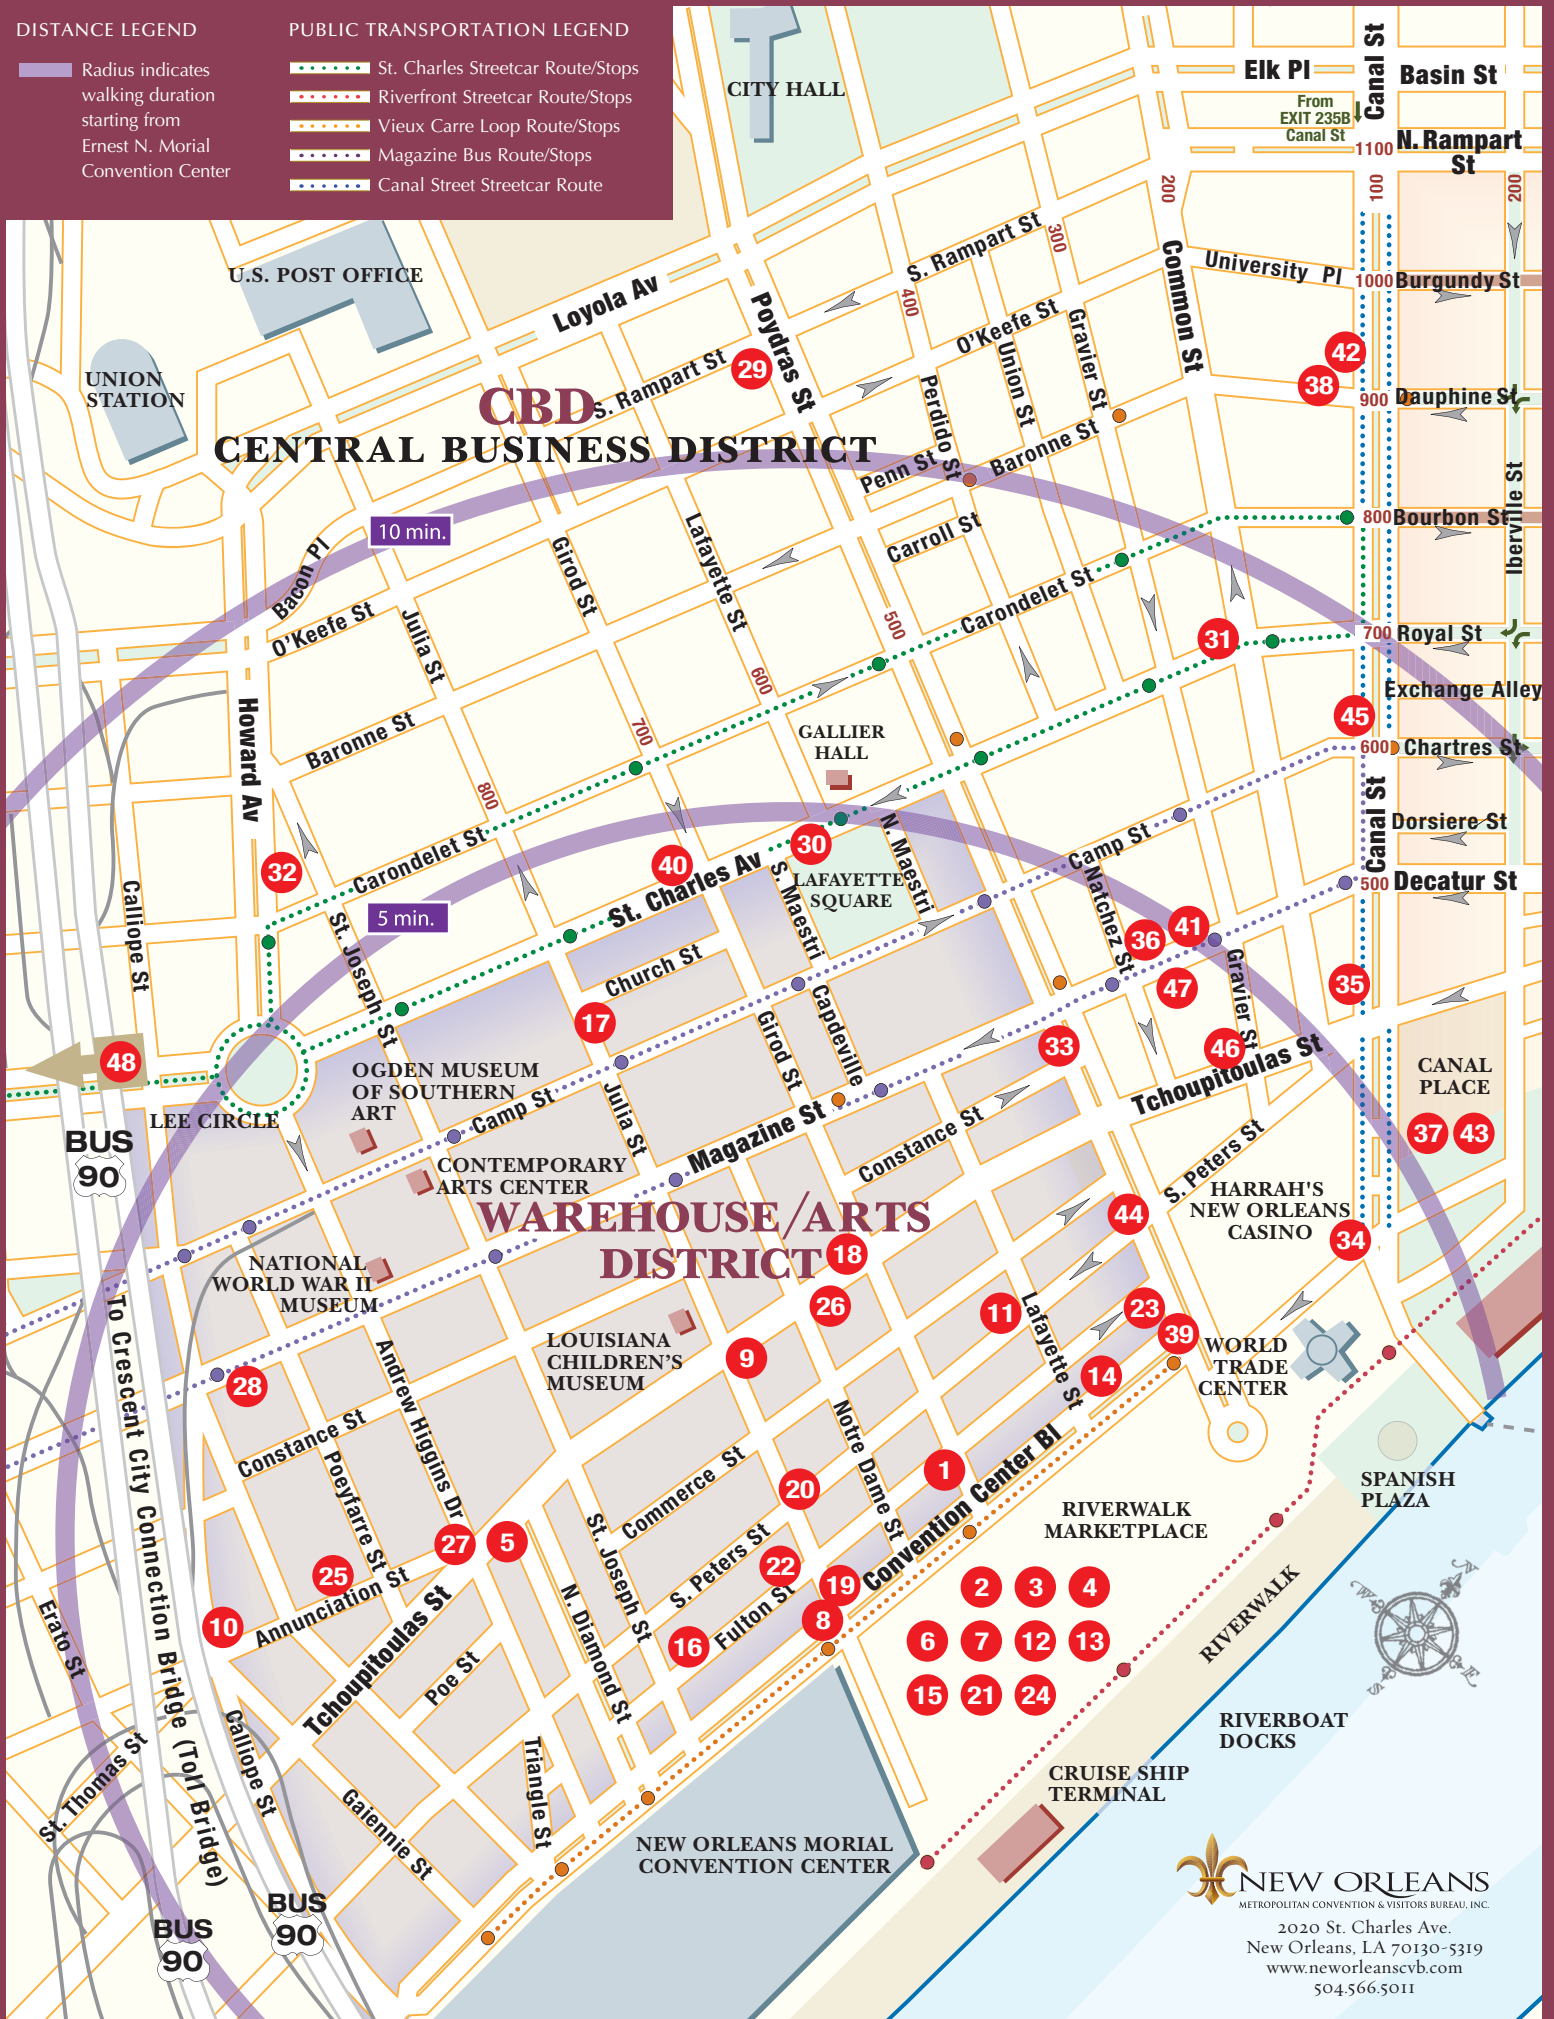 DISTANCE LEGEND
Radius indicates
walking duration
starting from
Ernest N. Morial
Convention Center
PUBLIC TRANSPORTATION LEGEND
St. Charles Streetcar Route/Stops
Riverfront Streetcar Route/Stops
Vieux Carre Loop Route/Stops
Magazine Bus Route/Stops
Canal Street Streetcar Route
CITY HALL
Elk Pl
Canal St
Basin St
From
EXIT 235B
Canal St
1100
N. Rampart
St
200
100
200
U.S. POST OFFICE
Loyola Av
S. Rampart St
300
Common St
University Pl
1000
Burgundy St
400
Poydras St
O'Keefe St
Gravier St
Union St
UNION
STATION
S. Rampart St
29
42
38
900
Dauphine St
CBD
CENTRAL BUSINESS DISTRICT
Perdido St
Penn St
Baronne St
Iberville St
10 min.
800
Bourbon St
Lafayette St
Girod St
Carroll St
Bacon Pl
O'Keefe St
Julia St
500
Carondelet St
31
700
Royal St
600
Exchange Alley
Howard Av
Baronne St
700
GALLIER
HALL
45
600
Chartres St
800
Canal St
Dorsiere St
N. Maestri
30
Camp St
Carondelet St
32
40
St. Charles Av
S. Maestri
LAFAYETTE
SQUARE
Natchez St
500
Decatur St
5 min.
Calliope St
St. Joseph St
Church St
36
41
Gravier St
47
35
17
Girod St
Capdeville
33
46
Tchoupitoulas St
48
OGDEN MUSEUM
OF SOUTHERN
ART
CANAL
PLACE
37
43
LEE CIRCLE
Camp St
Julia St
Magazine St
Constance St
S. Peters St
BUS
90
CONTEMPORARY
ARTS CENTER
WAREHOUSE/ARTS
DISTRICT
44
HARRAH'S
NEW ORLEANS
CASINO
34
18
NATIONAL
WORLD WAR II
MUSEUM
26
11
Lafayette St
23
39
WORLD
TRADE
CENTER
To Crescent City Connection Bridge (Toll Bridge)
LOUISIANA
CHILDREN'S
MUSEUM
9
14
28
Andrew Higgins Dr
Constance St
Poeyfarre St
Notre Dame St
Commerce St
20
1
Convention Center Bl
SPANISH
PLAZA
RIVERWALK
MARKETPLACE
27
5
St. Joseph St
S. Peters St
22
19
25
Annunciation St
10
Erato St
N. Diamond St
Fulton St
8
16
2
3
4
6
7
12
13
15
21
24
RIVERWALK
N
W
E
S
Tchoupitoulas St
Poe St
RIVERBOAT
DOCKS
St. Thomas St
Calliope St
Triangle St
Gaiennie St
CRUISE SHIP
TERMINAL
NEW ORLEANS MORIAL
CONVENTION CENTER
BUS
90
BUS
90
NEW ORLEANS
METROPOLITAN CONVENTION & VISITORS BUREAU, INC.
2020 St. Charles Ave.
New Orleans, LA 70130-5319
www.neworleanscvb.com
504.566.5011